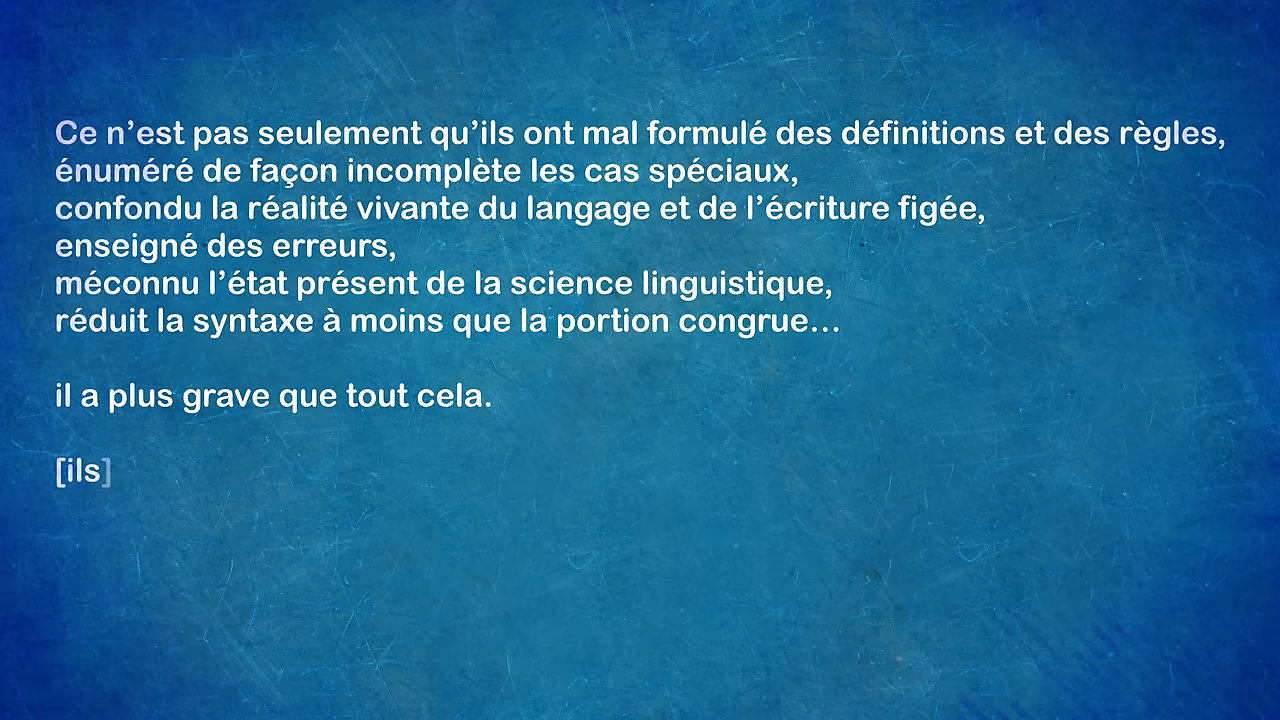 Ce n’est pas seulement qu’ils ont mal formulé des définitions et des règles,
énuméré de façon incomplète les cas spéciaux,
confondu la réalité vivante du langage et de l’écriture figée,
enseigné des erreurs,
méconnu l’état présent de la science linguistique,
réduit la syntaxe à moins que la portion congrue…
il a plus grave que tout cela.
[ils]